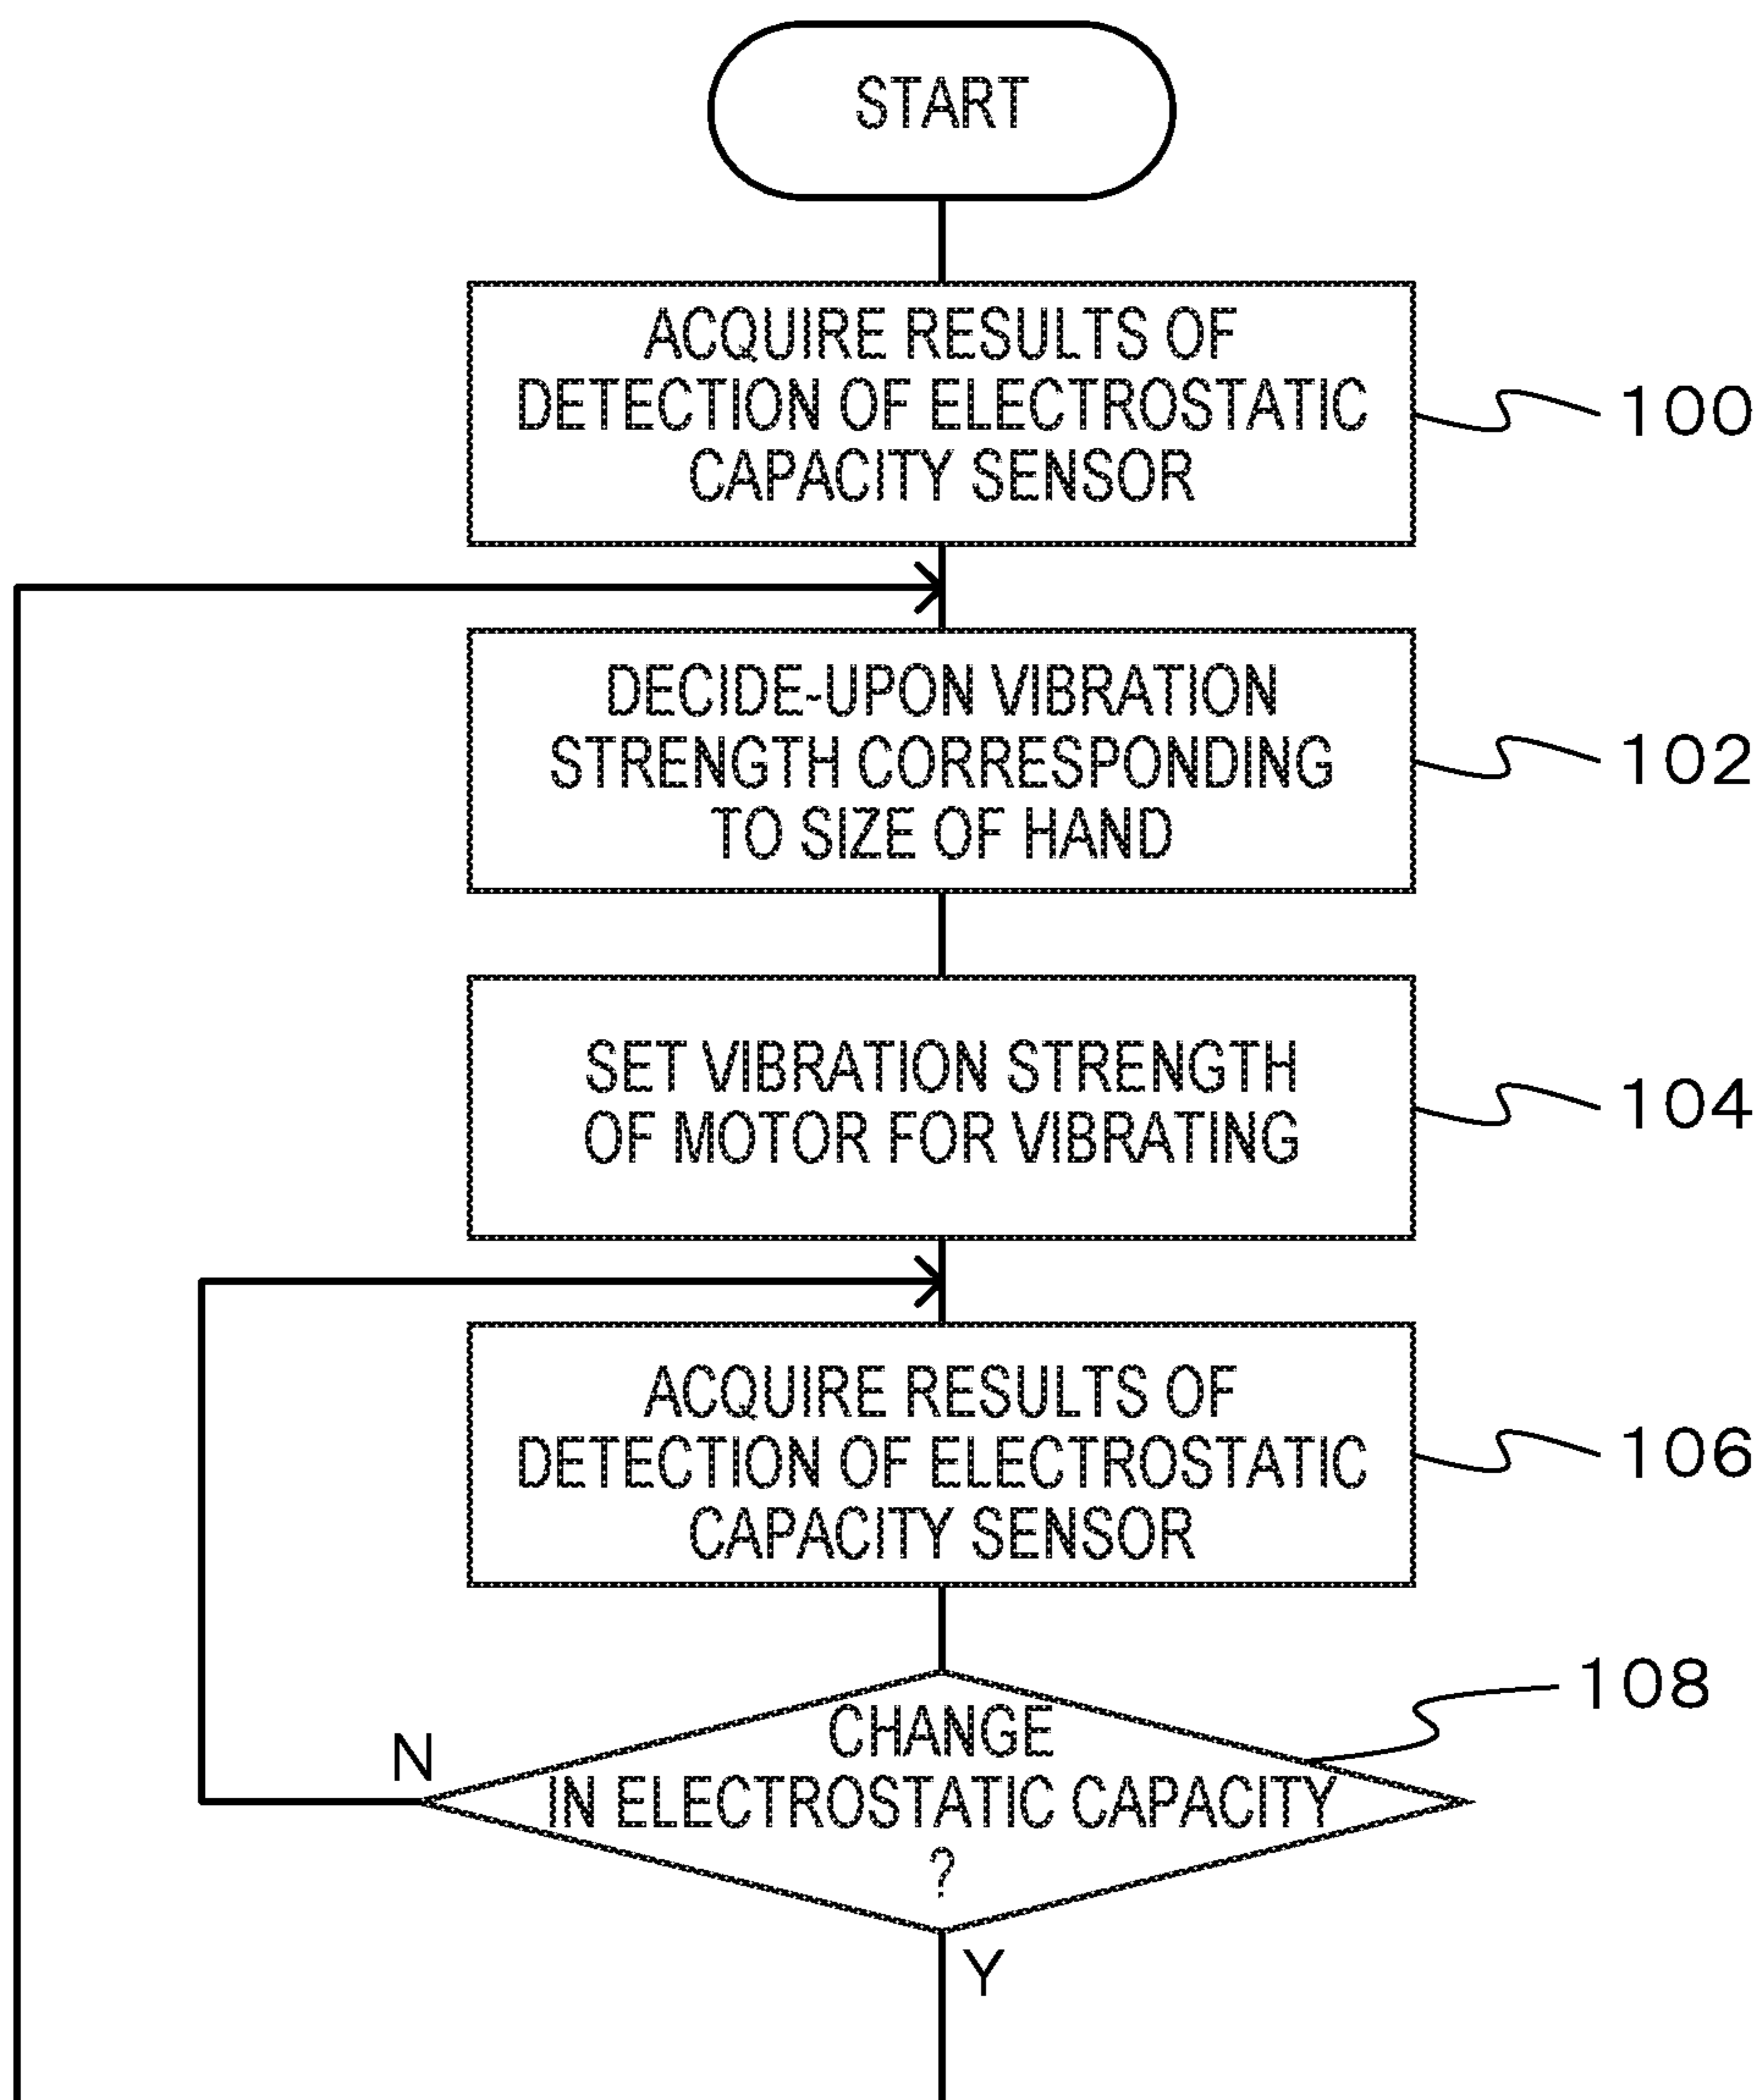 START
ACQUIRE RESULTS OF
DETECTION OF ELECTROSTATIC
CAPACITY SENSOR
100
DECIDE-UPON VIBRATION
STRENGTH CORRESPONDING
TO SIZE OF HAND
102
SET VIBRATION STRENGTH
OF MOTOR FOR VIBRATING
104
ACQUIRE RESULTS OF
DETECTION OF ELECTROSTATIC
CAPACITY SENSOR
106
108
N
CHANGE
IN ELECTROSTATIC CAPACITY
?
Y